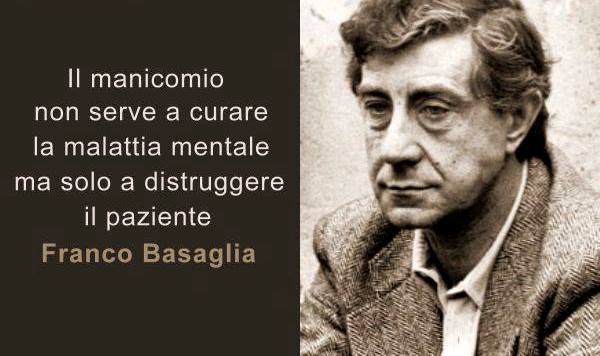 Il manicomio
non serve a curare
la malattia mentale
ma solo a distruggere
il paziente
Franco Basaglia